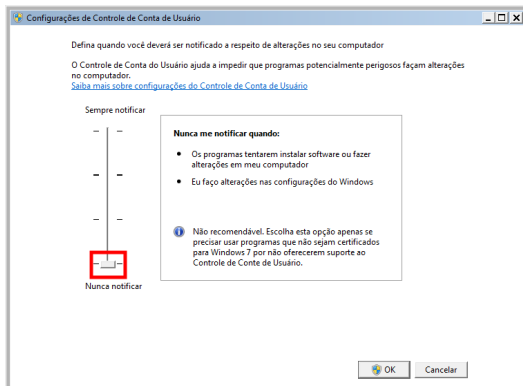 Configurações de Controle de Conta de Usuário
Defina quando você deverá ser notificado a respeito de alterações no seu computador
O Controle de Conta do Usuário ajuda a impedir que programas potencialmente perigosos façam alterações
no computador.
Saiba mais sobre configurações do Controle de Conta de Usuário
Sempre notificar
Nunca me notificar quando:
Os programas tentarem instalar software ou fazer
alterações em meu computador
Eu faço alterações nas configurações do Windows
Não recomendável. Escolha esta opção apenas se
precisar usar programas que não sejam certificados
para Windows 7 por não oferecerem suporte ao
Controle de Conte de Usuário.
Nunca notificar
OK
Cancelar